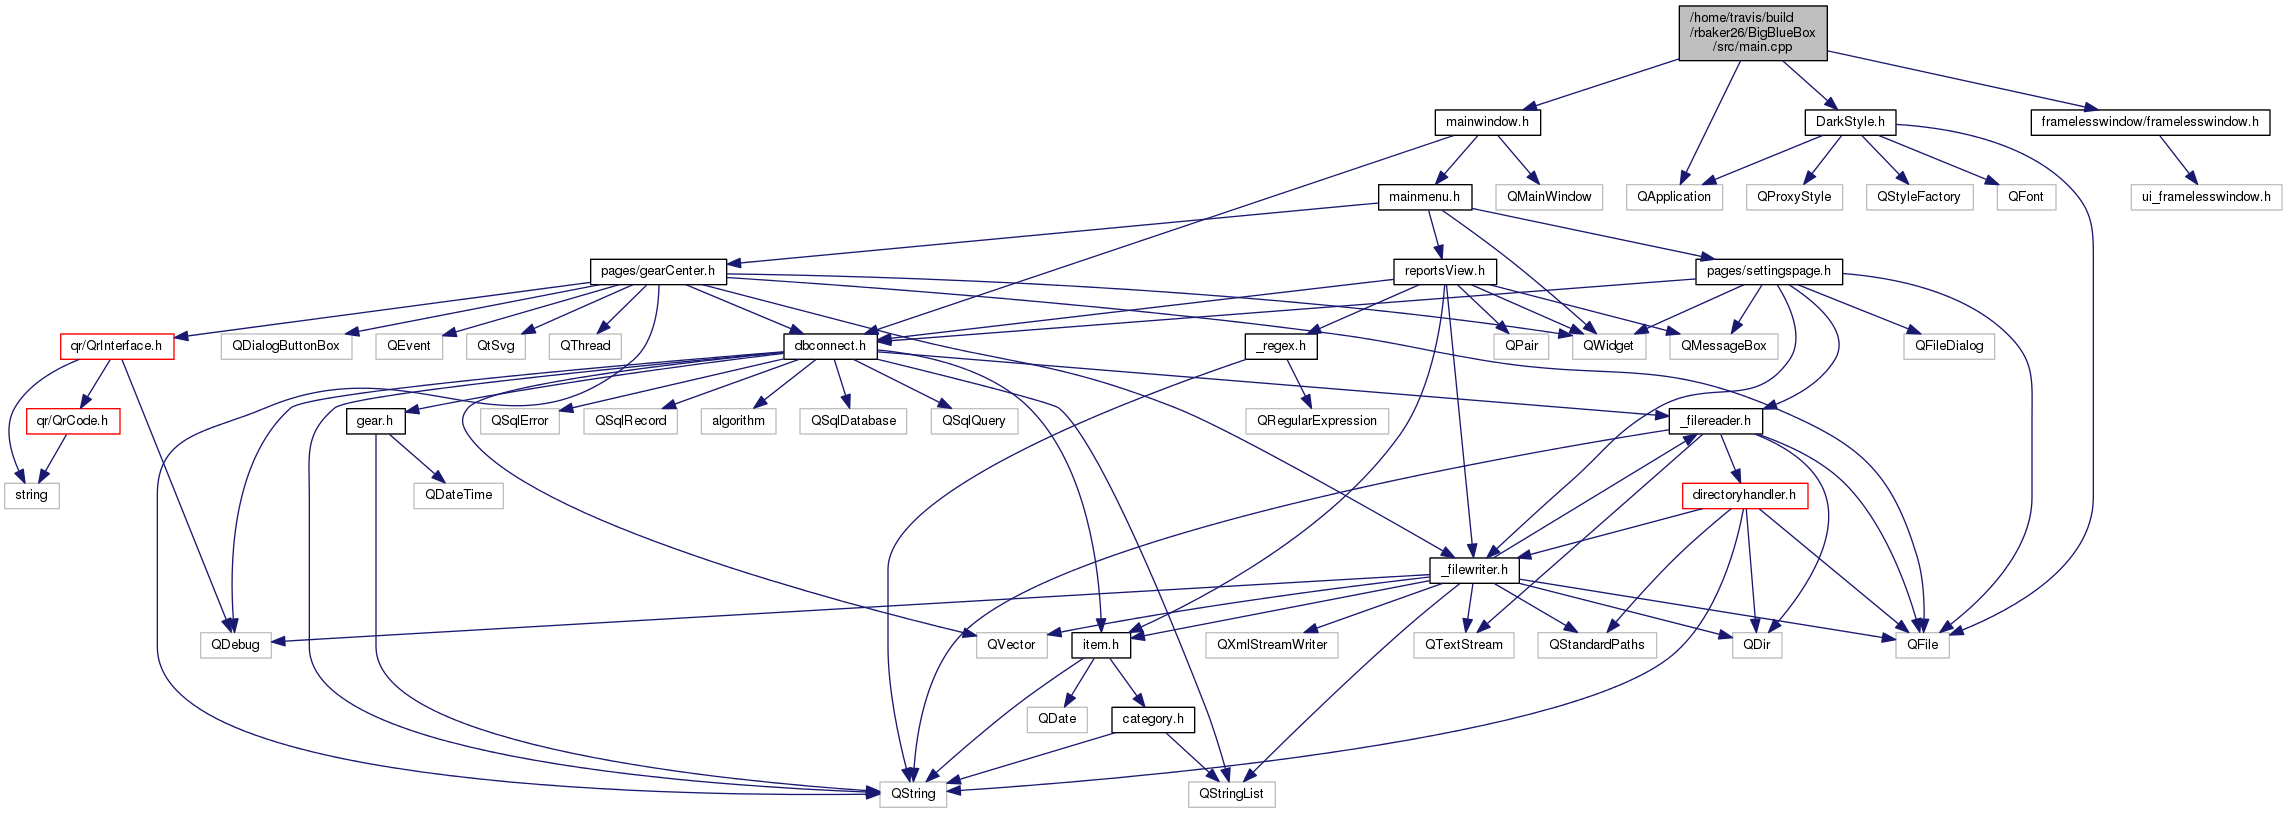 /home/travis/build
/rbaker26/BigBlueBox
/src/main.cpp
mainwindow.h
DarkStyle.h
framelesswindow/framelesswindow.h
mainmenu.h
QMainWindow
QApplication
QProxyStyle
QStyleFactory
QFont
ui_framelesswindow.h
pages/gearCenter.h
reportsView.h
pages/settingspage.h
qr/QrInterface.h
QDialogButtonBox
QEvent
QtSvg
QThread
dbconnect.h
_regex.h
QPair
QWidget
QMessageBox
QFileDialog
qr/QrCode.h
gear.h
QSqlError
QSqlRecord
algorithm
QSqlDatabase
QSqlQuery
QRegularExpression
_filereader.h
string
QDateTime
directoryhandler.h
_filewriter.h
QDebug
QVector
item.h
QXmlStreamWriter
QTextStream
QStandardPaths
QDir
QFile
QDate
category.h
QString
QStringList